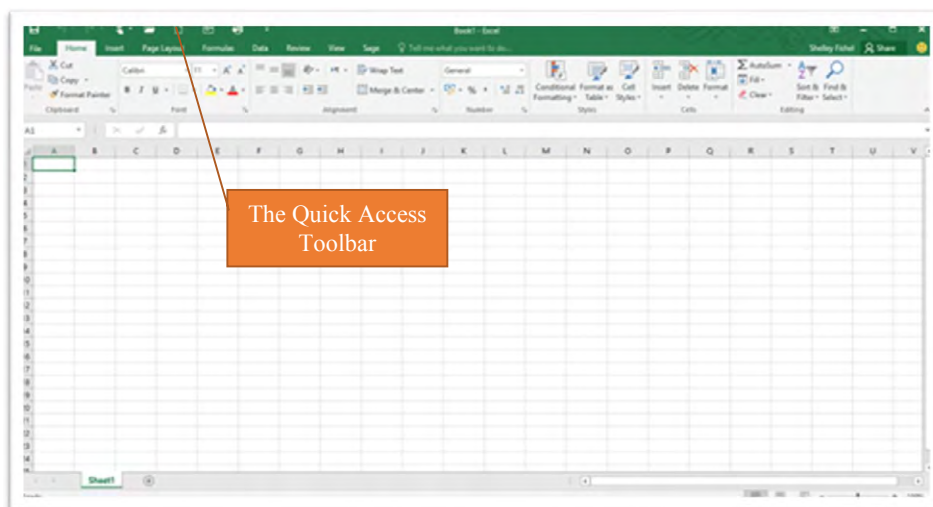 Book1 - Excel
File Home Insert Page Layout Formulas Data Review View Sage Tell me what you want to do... Shelley Fishel Share
Cut
Copy
Format Painter
Paste
Calibri 11
B I U
Wrap Text
Merge & Center
General
%
Conditional Formatting
Format as Table
Cell Styles
Insert Delete Format
AutoSum
Fill
Clear
Sort & Filter
Find & Select
Clipboard Font Alignment Number Styles Cells Editing
A1 fx
A B C D E F G H I J K L M N O P Q R S T U V
The Quick Access
Toolbar
Sheet1